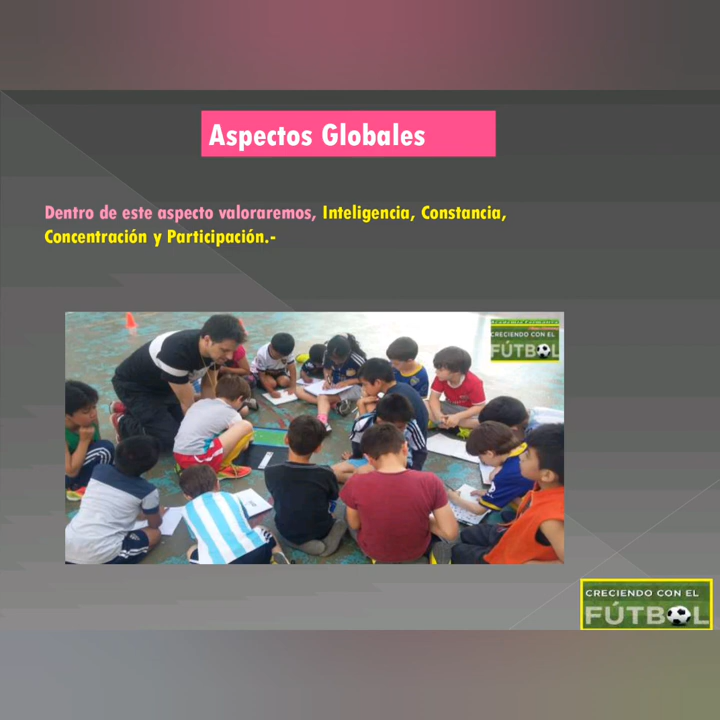 Aspectos Globales
Dentro de este aspecto valoraremos, Inteligencia, Constancia,
Concentración y Participación.-
CRECIENDO CON EL
FÚTBOL
CRECIENDO CON EL
FÚTBOL